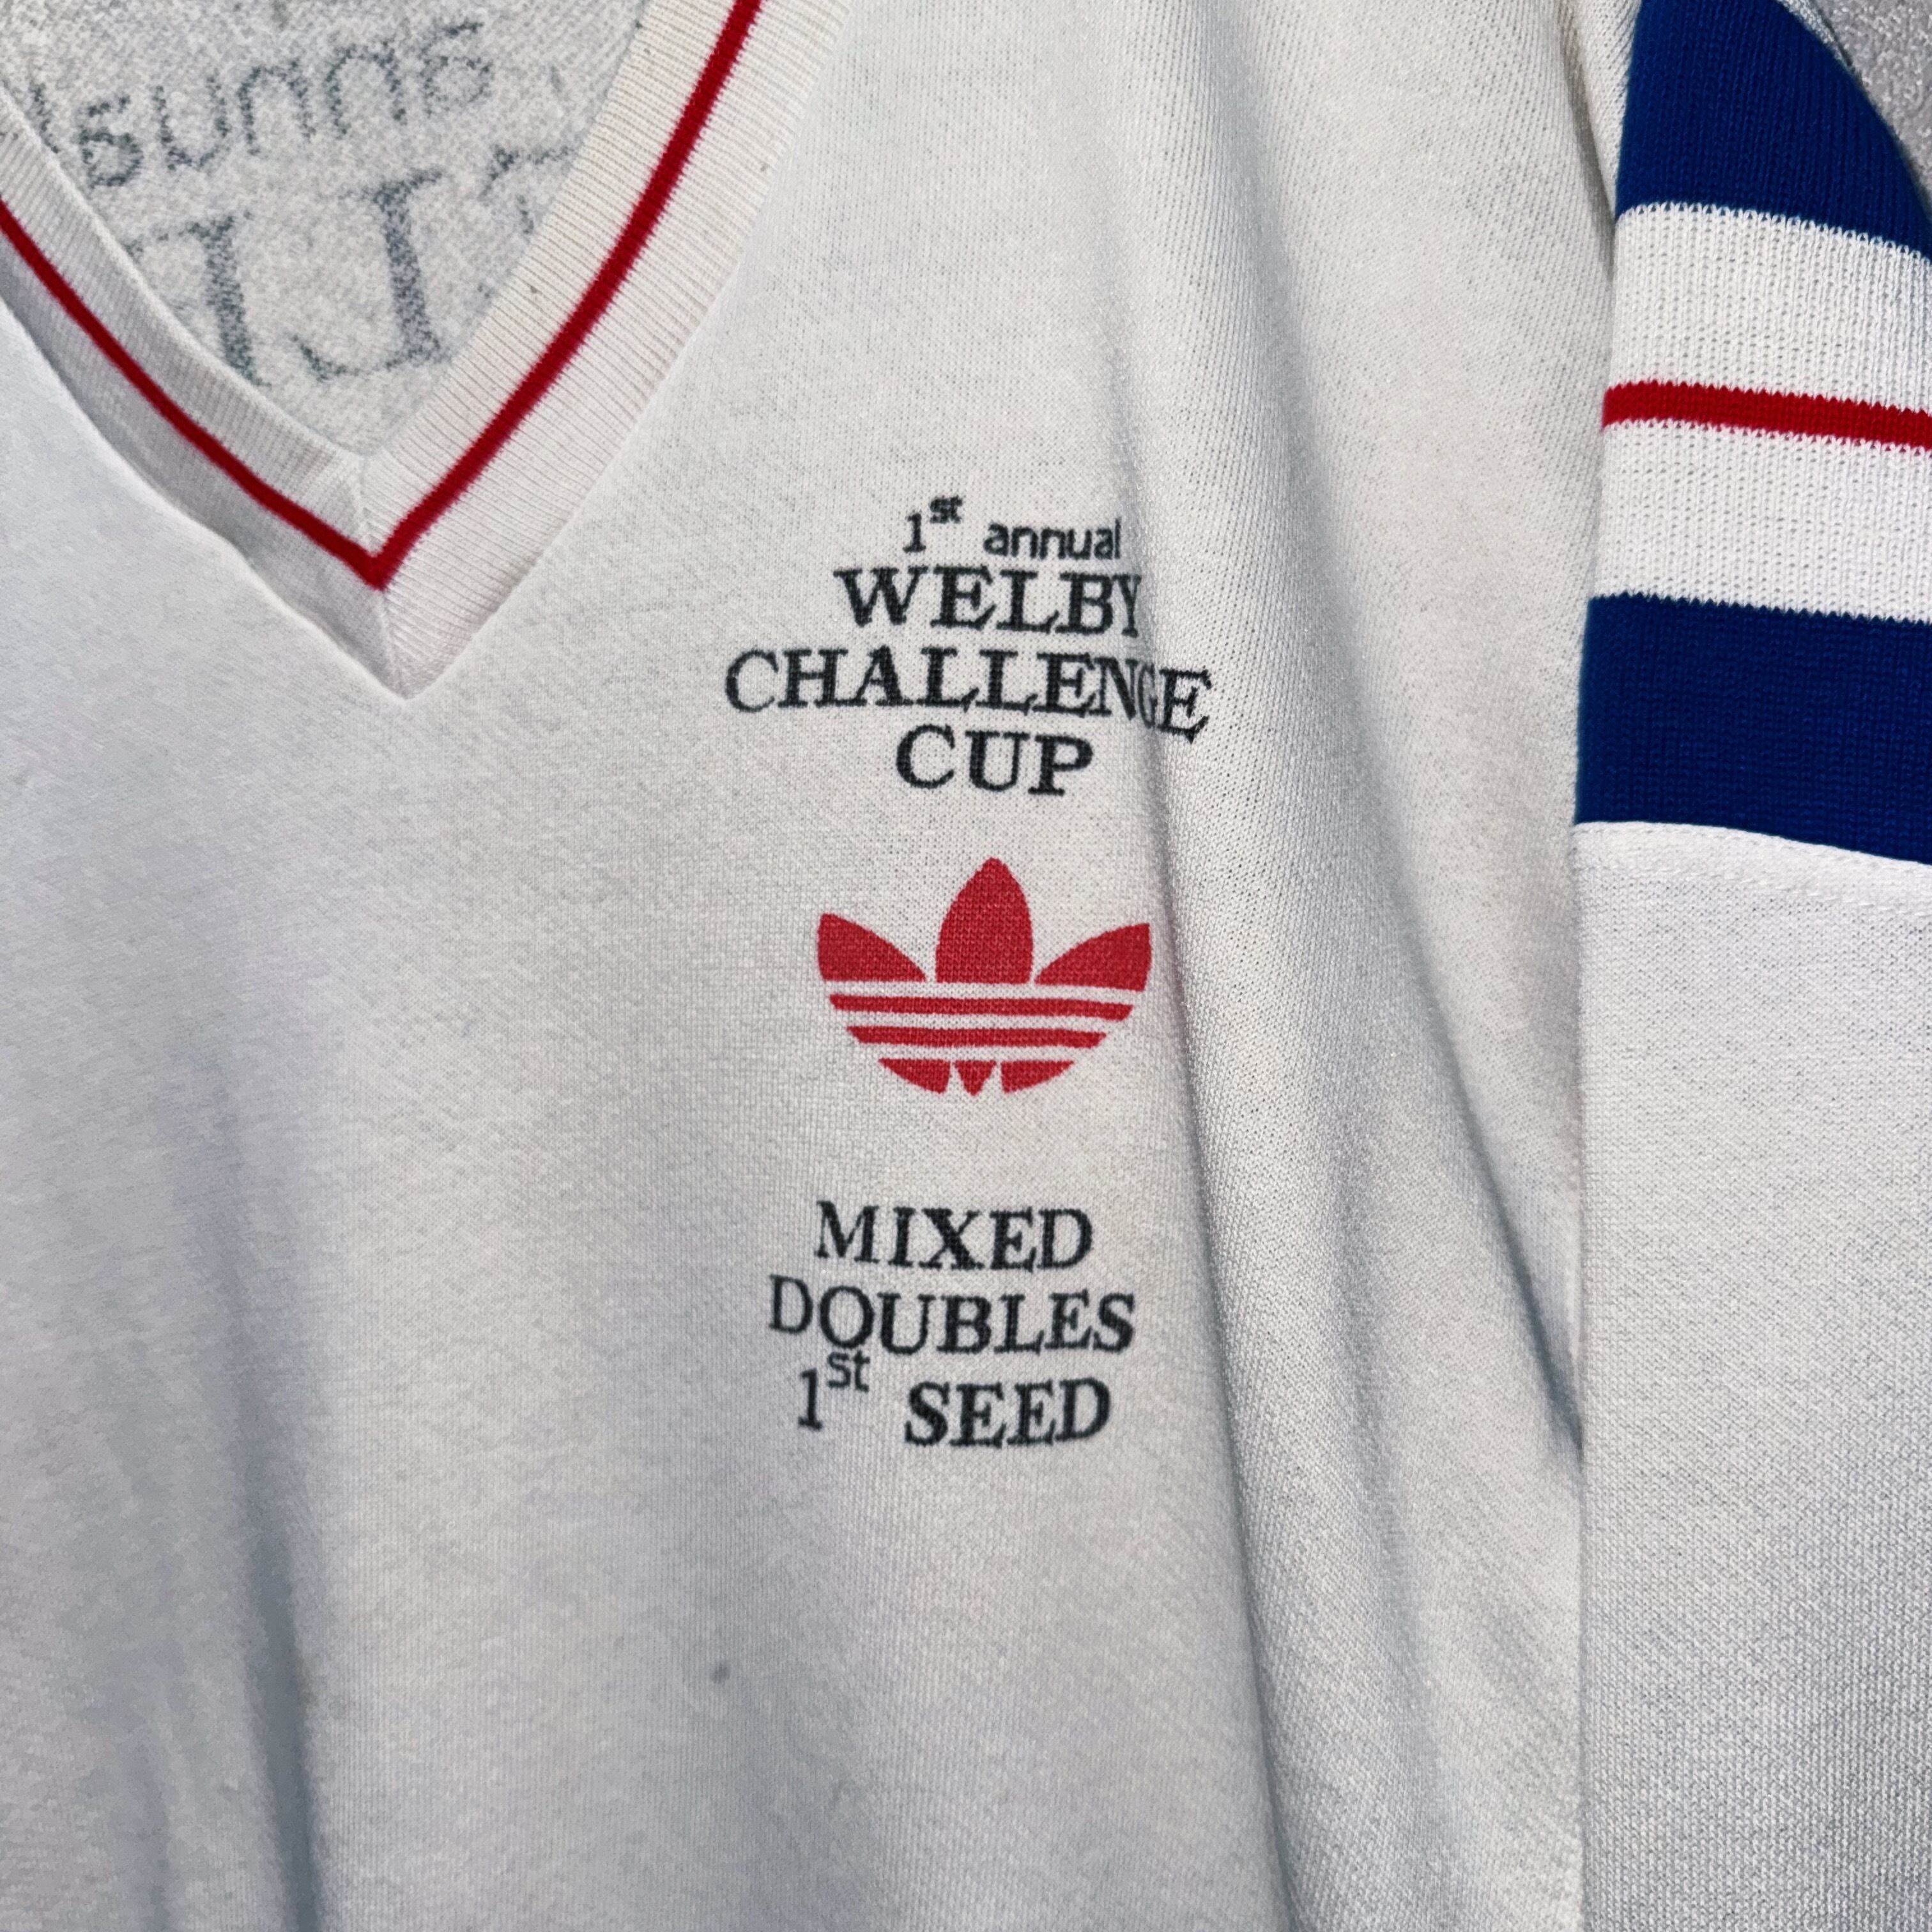 1st annual
WELBY
CHALLENGE
CUP
MIXED
DOUBLES
1st SEED